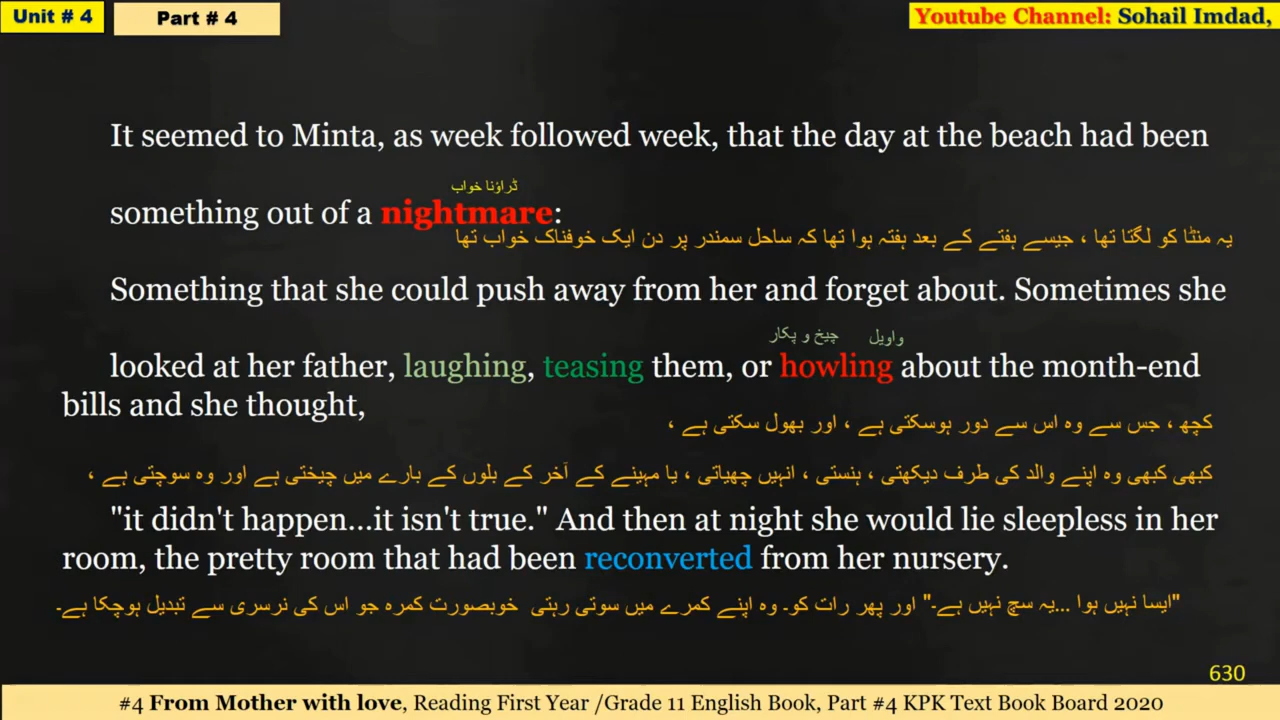 Unit # 4
Part # 4
Youtube Channel: Sohail Imdad,
It seemed to Minta, as week followed week, that the day at the beach had been
ڈراؤنا خواب
something out of a nightmare:
یہ منٹا کو لگتا تھا ، جیسے ہفتے کے بعد ہفتہ ہوا تھا کہ ساحل سمندر پر دن ایک خوفناک خواب تھا
Something that she could push away from her and forget about. Sometimes she
واویل چیخ و پکار
looked at her father, laughing, teasing them, or howling about the month-end
bills and she thought,
کچھ ، جس سے وہ اس سے دور ہوسکتی ہے ، اور بھول سکتی ہے ،
کبھی کبھی وہ اپنے والد کی طرف دیکھتی ، ہنستی ، انہیں چھپاتی ، یا مہینے کے آخر کے بلوں کے بارے میں چیختی ہے اور وہ سوچتی ہے ،
"it didn't happen...it isn't true." And then at night she would lie sleepless in her
room, the pretty room that had been reconverted from her nursery.
"ایسا نہیں ہوا ...یہ سچ نہیں ہے۔" اور پھر رات کو۔ وہ اپنے کمرے میں سوتی رہتی خوبصورت کمرہ جو اس کی نرسری سے تبدیل ہوچکا ہے۔
630
#4 From Mother with love, Reading First Year /Grade 11 English Book, Part #4 KPK Text Book Board 2020